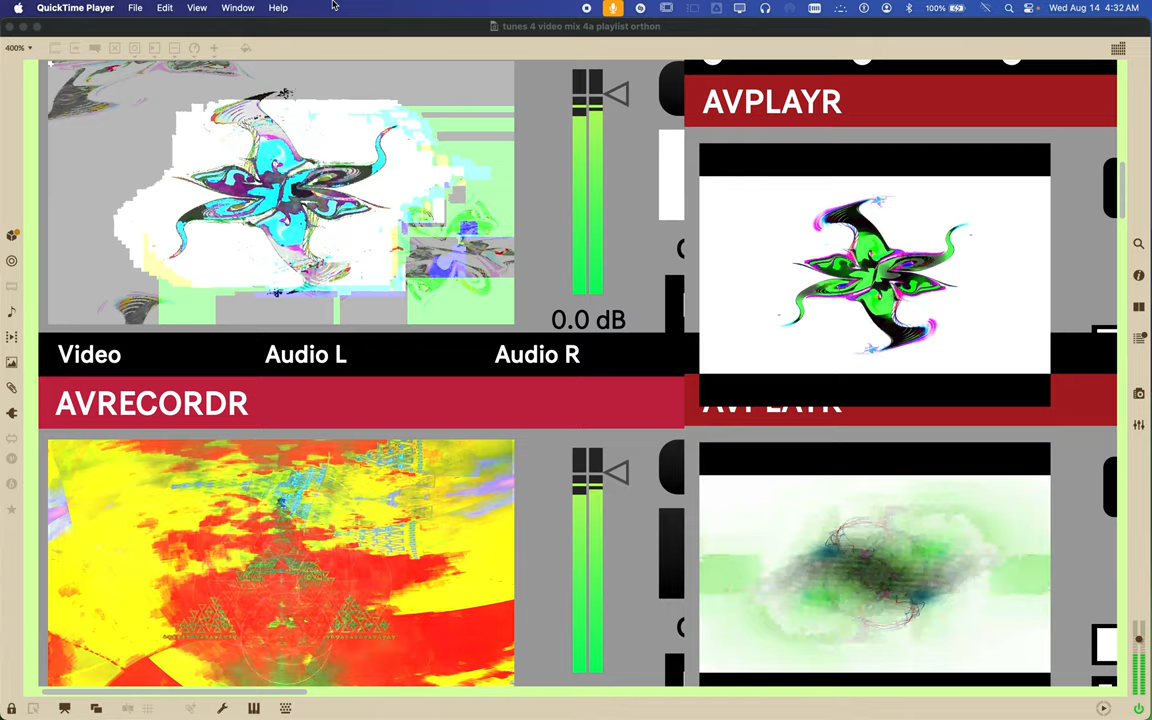 QuickTime Player File Edit View Window Help 100% Wed Aug 14 4:32 AM
tunes 4 video mix 4a playlist orthon
400%
AVPLAYR
0.0 dB
Video Audio L Audio R
AVRECORDR
AVPLAYR